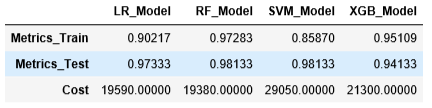 LR_Model RF_Model SVM_Model XGB_Model
Metrics_Train 0.90217 0.97283 0.85870 0.95109
Metrics_Test 0.97333 0.98133 0.98133 0.94133
Cost 19590.00000 19380.00000 29050.00000 21300.00000